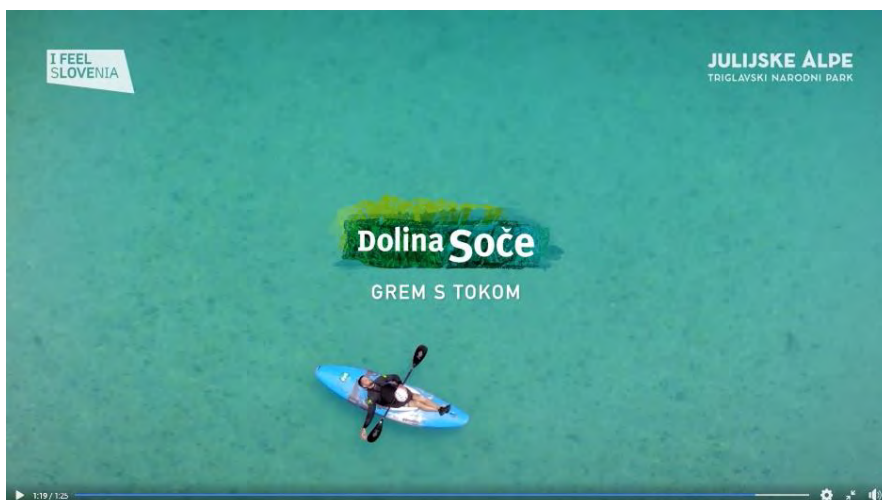 I FEEL
SLOVENIA
JULIJSKE ALPE
TRIGLAVSKI NARODNI PARK
Dolina Soče
GREM S TOKOM
1:19 / 1:25